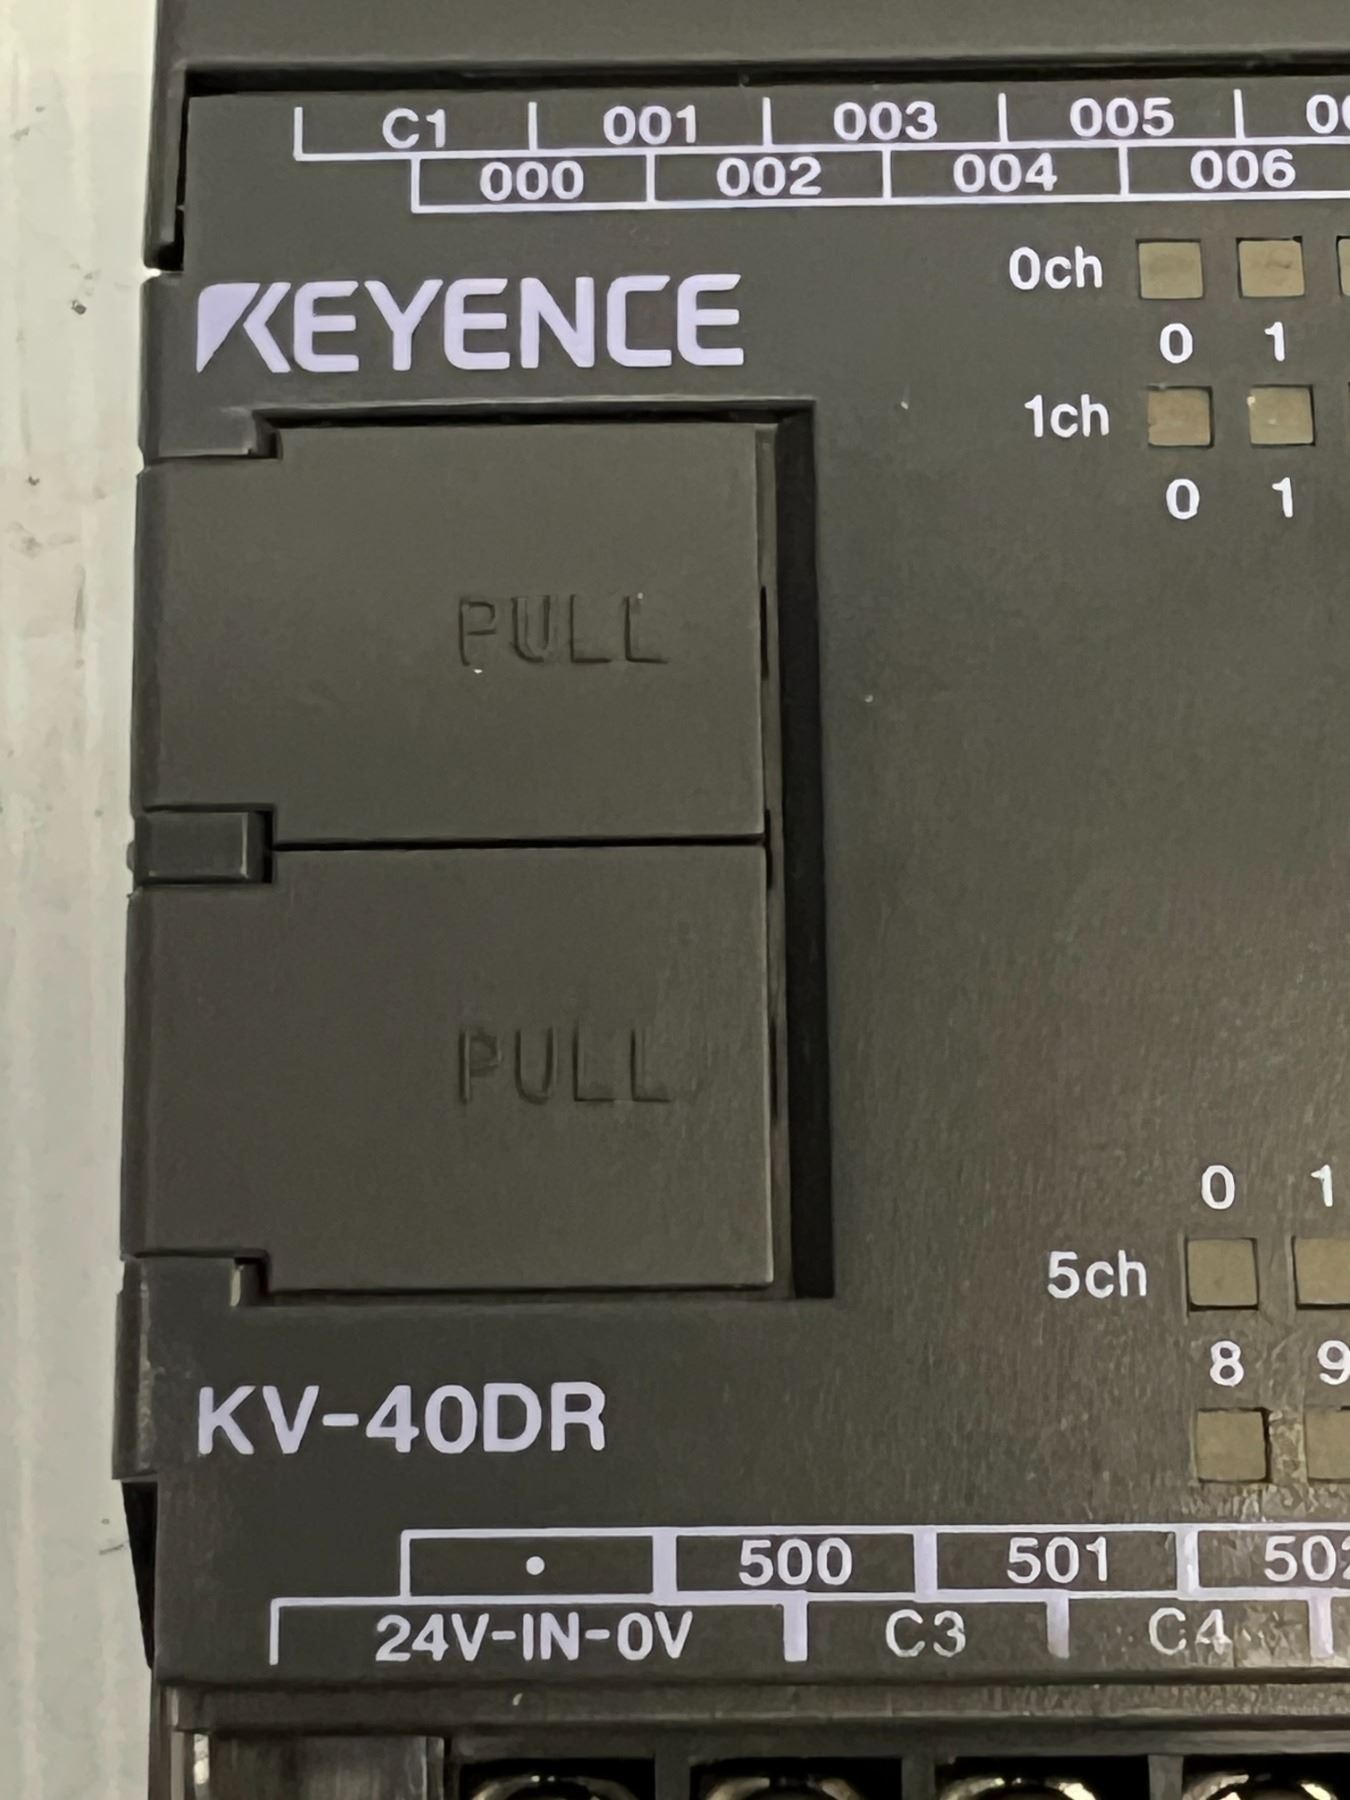 C1 001 003 005
000 002 004 006
KEYENCE
0ch
0 1
1ch
0 1
PULL
PULL
0 1
5ch
8 9
KV-40DR
• 500 501
24V-IN-0V C3 C4